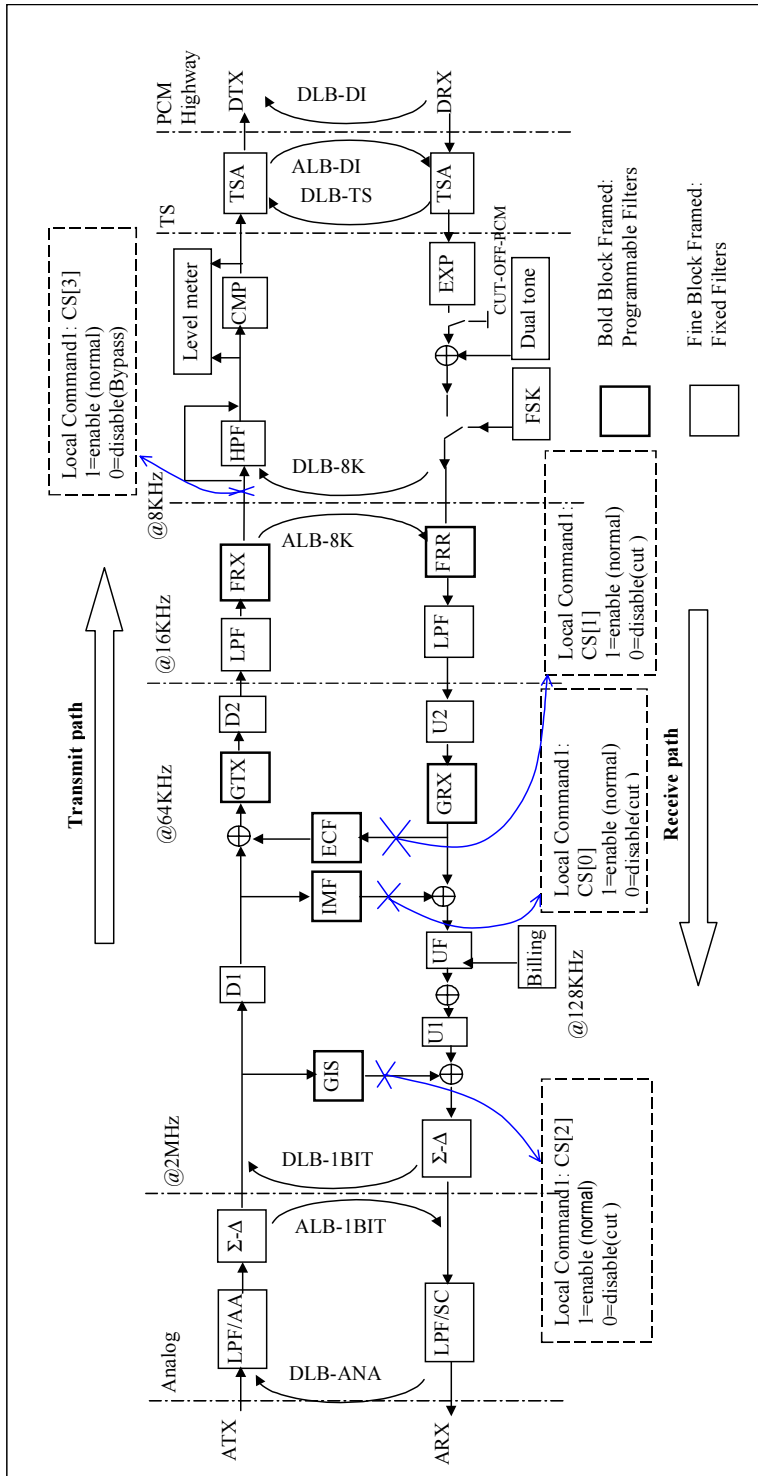 Transmit path
Analog
@2MHz
@64KHz
@16KHz
@8KHz
TS
PCM
Highway
Local Command1: CS[3]
1=enable (normal)
0=disable(Bypass)
Level meter
ATX
LPF/AA
Σ-Δ
D1
GTX
D2
LPF
FRX
HPF
CMP
TSA
DTX
DLB-ANA
ALB-1BIT
DLB-1BIT
GIS
IMF
ECF
ALB-8K
DLB-8K
ALB-DI
DLB-TS
DLB-DI
ARX
LPF/SC
Σ-Δ
U1
UF
GRX
U2
LPF
FRR
EXP
TSA
DRX
CUT-OFF-PCM
Billing
@128KHz
FSK
Dual tone
Local Command1: CS[2]
1=enable (normal)
0=disable(cut )
Local Command1:
CS[0]
1=enable (normal)
0=disable(cut )
Local Command1:
CS[1]
1=enable (normal)
0=disable(cut )
Bold Block Framed:
Programmable Filters
Fine Block Framed:
Fixed Filters
Receive path